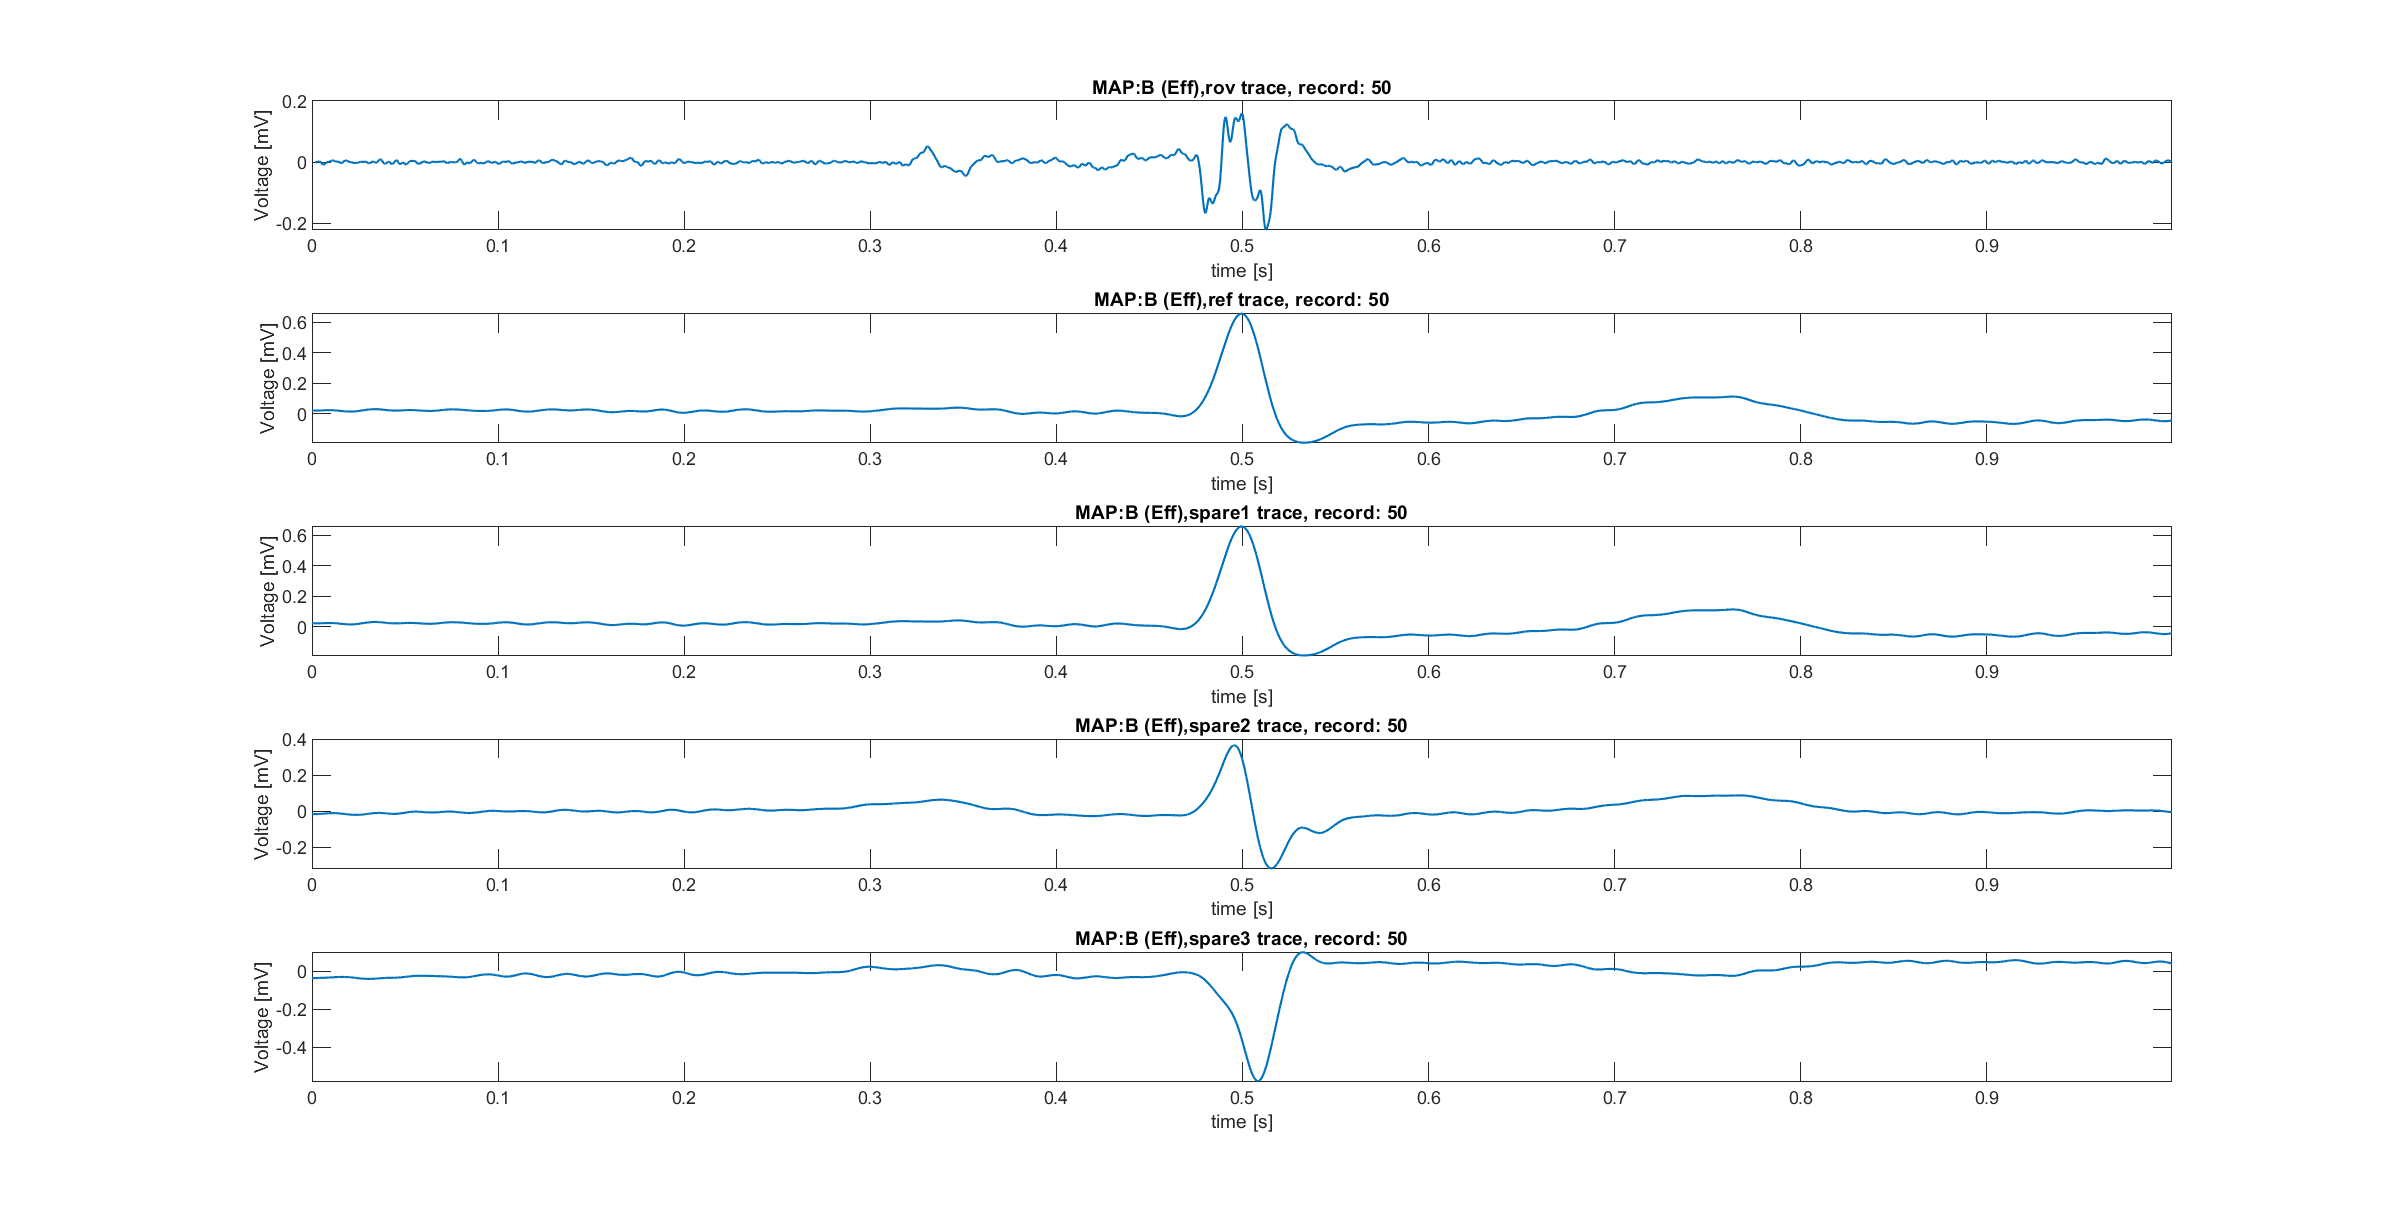 MAP:B (Eff),rov trace, record: 50
Voltage [mV]
0.2
0
-0.2
0 0.1 0.2 0.3 0.4 0.5 0.6 0.7 0.8 0.9
time [s]
MAP:B (Eff),ref trace, record: 50
Voltage [mV]
0.6
0.4
0.2
0
0 0.1 0.2 0.3 0.4 0.5 0.6 0.7 0.8 0.9
time [s]
MAP:B (Eff),spare1 trace, record: 50
Voltage [mV]
0.6
0.4
0.2
0
0 0.1 0.2 0.3 0.4 0.5 0.6 0.7 0.8 0.9
time [s]
MAP:B (Eff),spare2 trace, record: 50
Voltage [mV]
0.4
0.2
0
-0.2
0 0.1 0.2 0.3 0.4 0.5 0.6 0.7 0.8 0.9
time [s]
MAP:B (Eff),spare3 trace, record: 50
Voltage [mV]
0
-0.2
-0.4
0 0.1 0.2 0.3 0.4 0.5 0.6 0.7 0.8 0.9
time [s]